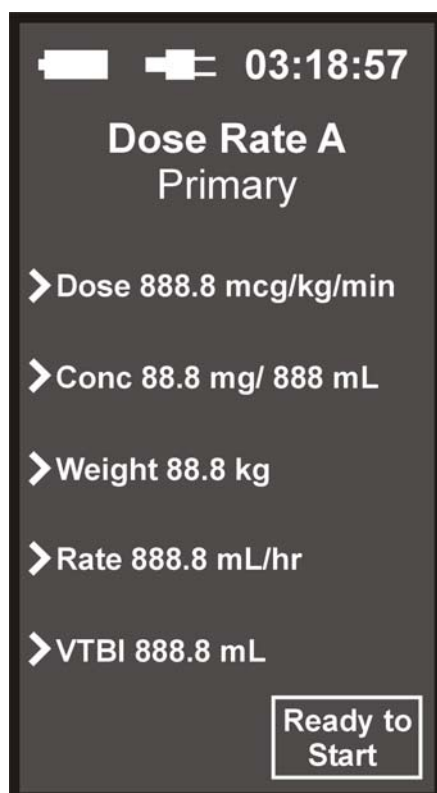 03:18:57
Dose Rate A
Primary
Dose 888.8 mcg/kg/min
Conc 88.8 mg/ 888 mL
Weight 88.8 kg
Rate 888.8 mL/hr
VTBI 888.8 mL
Ready to
Start